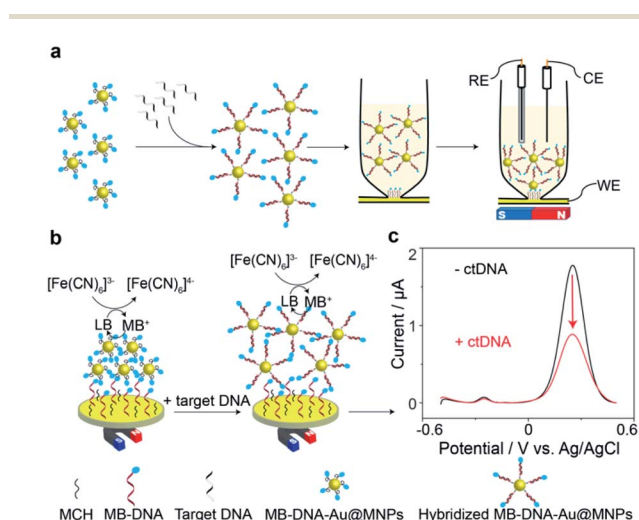 a
RE
CE
WE
S N
b
[Fe(CN)₆]³⁻ [Fe(CN)₆]⁴⁻
LB MB⁺
+ target DNA
[Fe(CN)₆]³⁻ [Fe(CN)₆]⁴⁻
LB MB⁺
c
2
1
0
Current / μA
- ctDNA
+ ctDNA
-0.6 0 0.6
Potential / V vs. Ag/AgCl
MCH MB-DNA Target DNA MB-DNA-Au@MNPs Hybridized MB-DNA-Au@MNPs